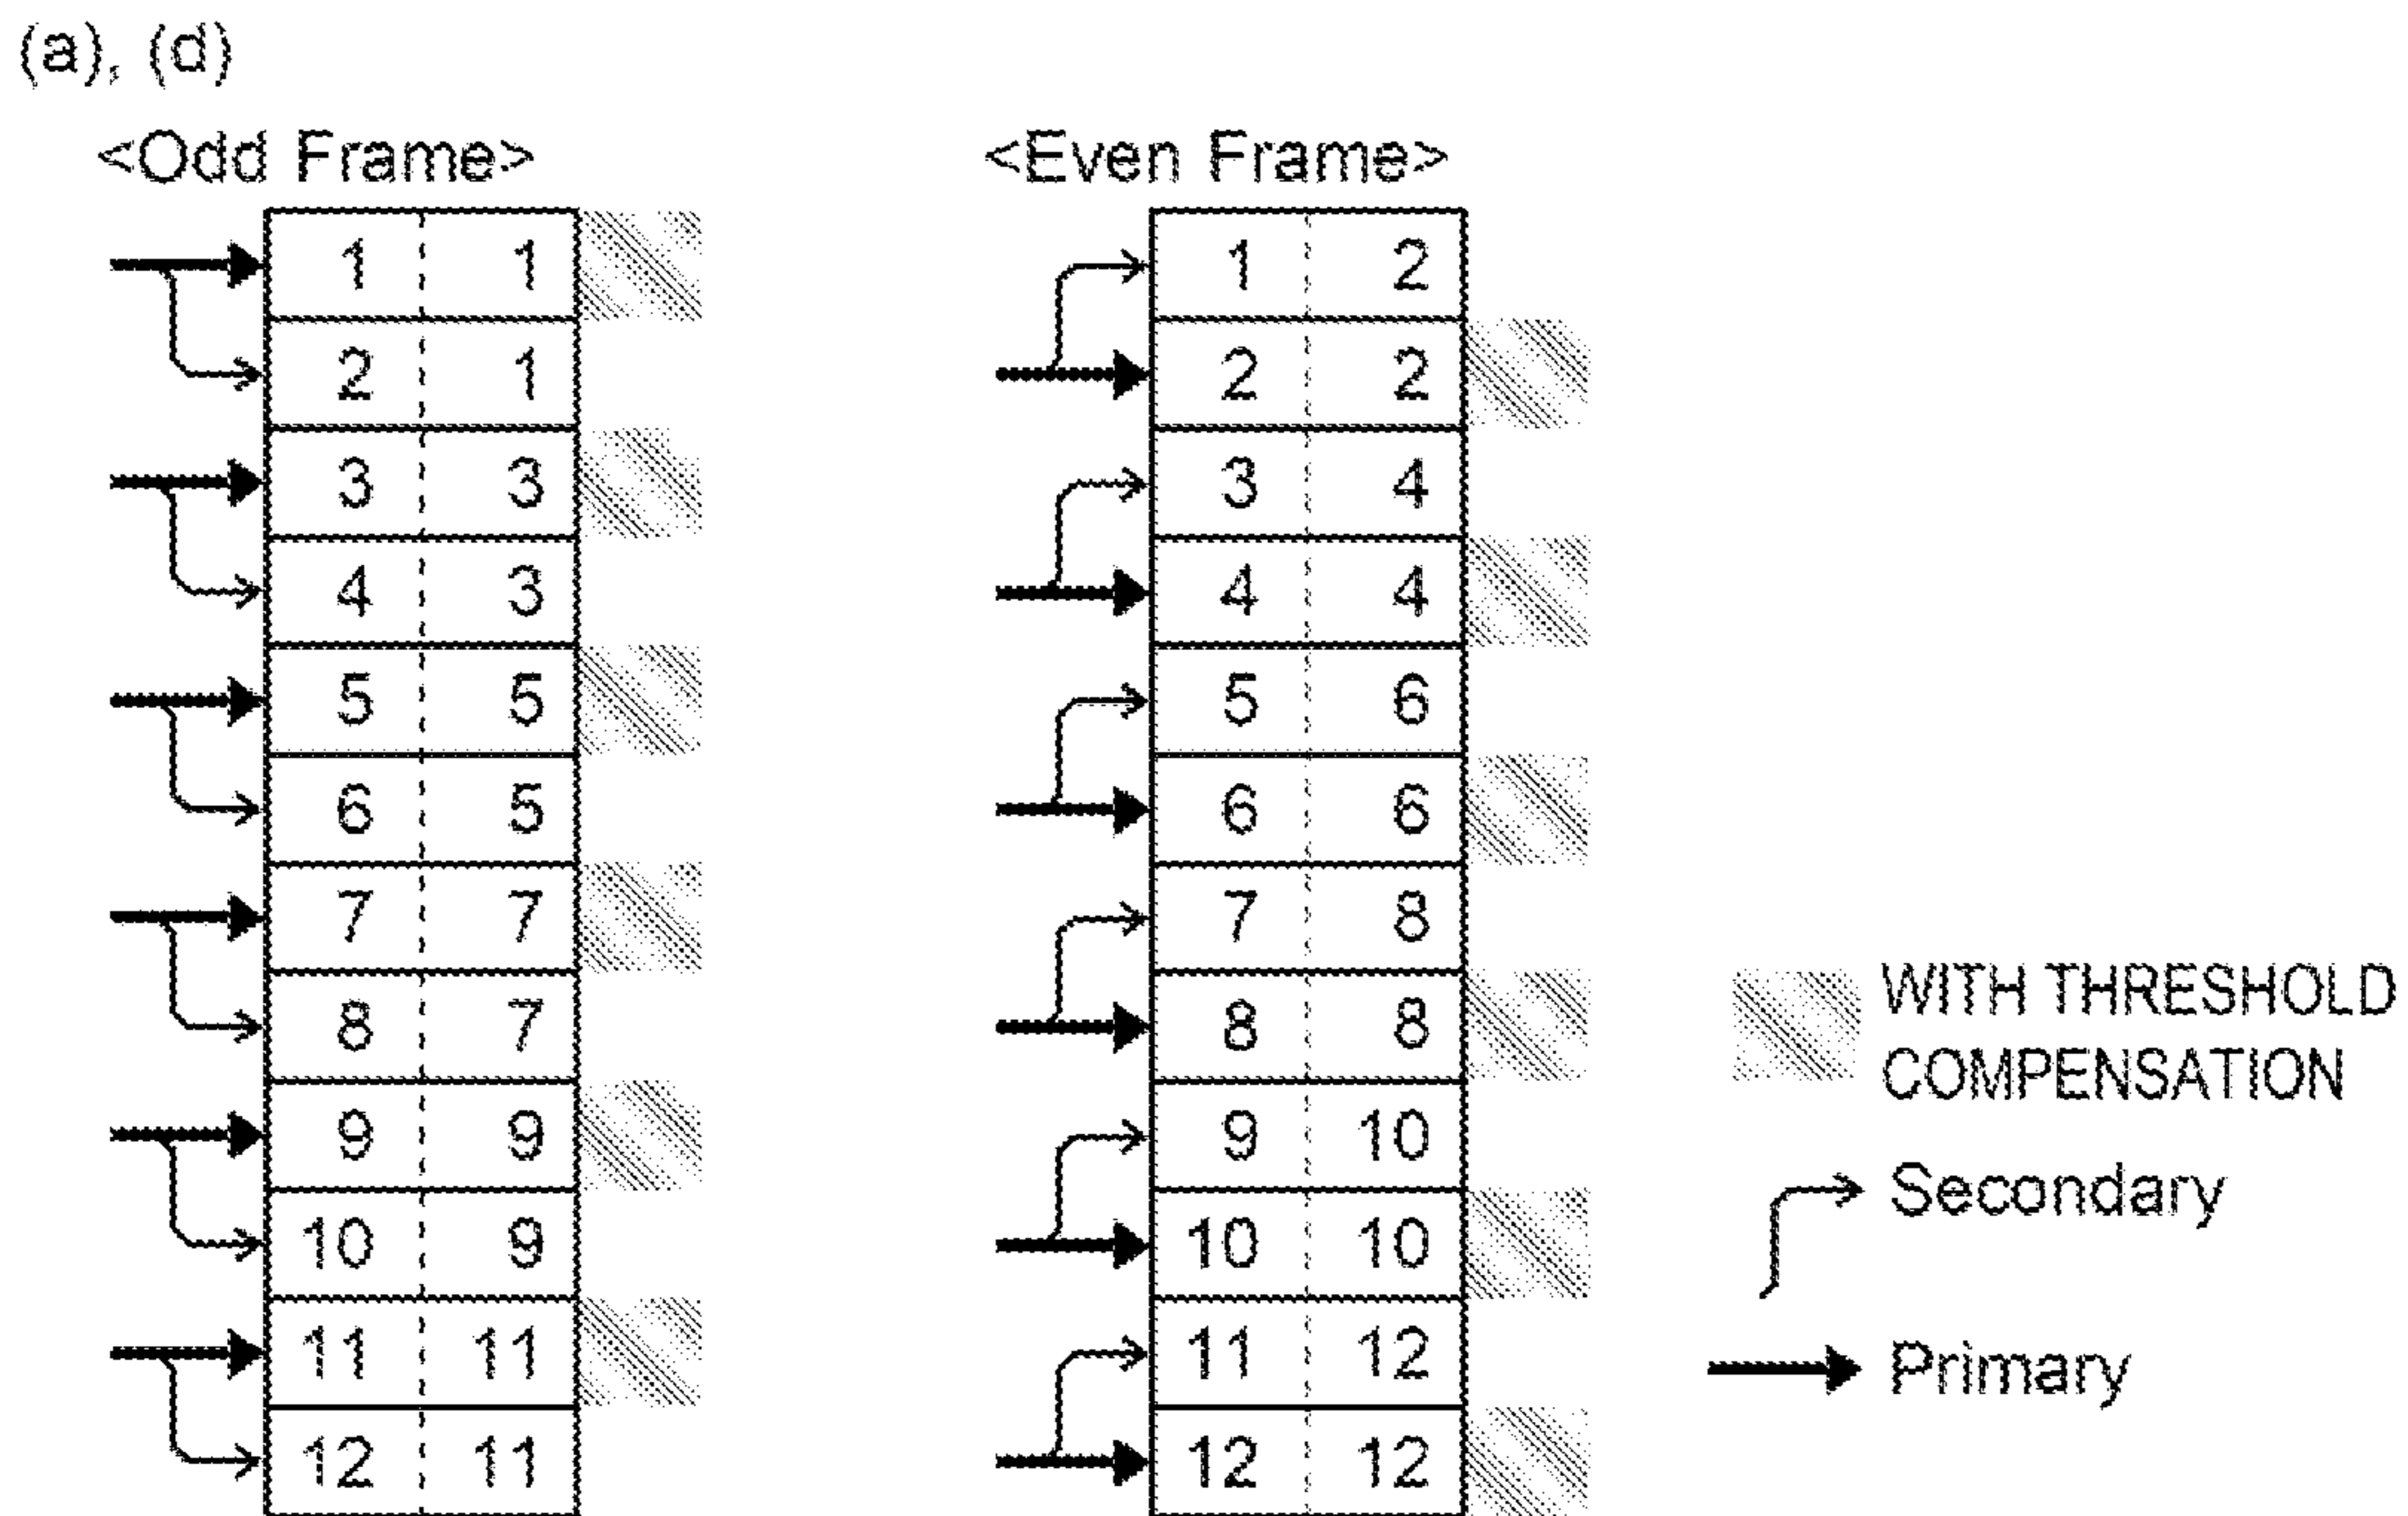 (a), (d)
<Odd Frame> <Even Frame>
1 1 1 2
2 1 2 2
3 3 3 4
4 3 4 4
5 5 5 6
6 5 6 6
7 7 7 8
8 7 8 8
9 9 9 10
10 9 10 10
11 11 11 12
12 11 12 12
WITH THRESHOLD
COMPENSATION
Secondary
Primary